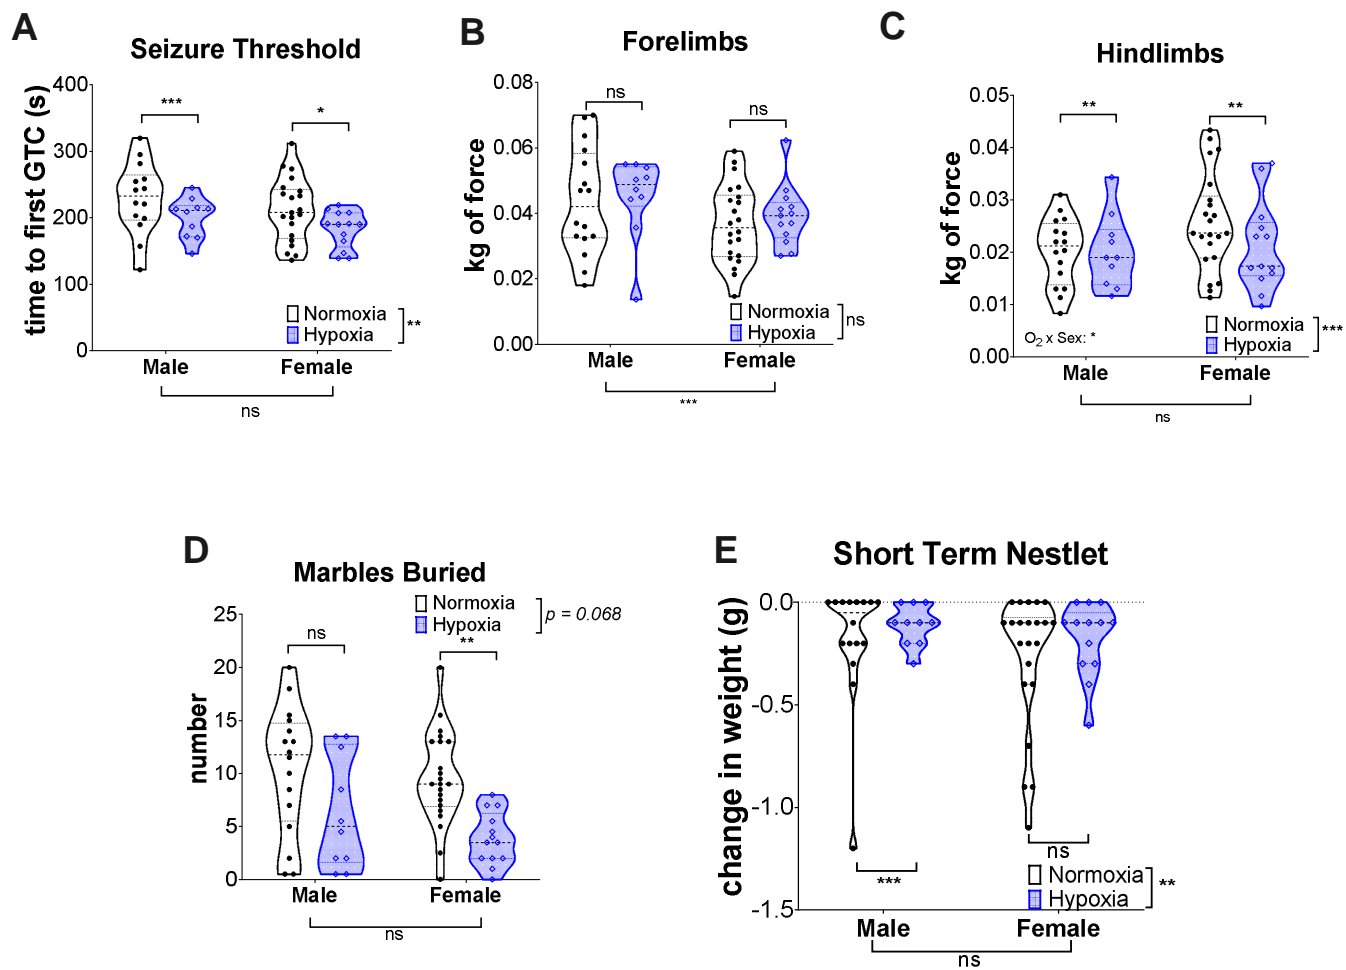 A
Seizure Threshold
time to first GTC (s)
400
300
200
100
0
***
*
Normoxia
Hypoxia
**
Male
Female
ns
B
Forelimbs
kg of force
0.08
0.06
0.04
0.02
0.00
ns
ns
Normoxia
Hypoxia
ns
Male
Female
***
C
Hindlimbs
kg of force
0.05
0.04
0.03
0.02
0.01
0.00
**
**
O2 x Sex: *
Normoxia
Hypoxia
***
Male
Female
ns
D
Marbles Buried
number
25
20
15
10
5
0
Normoxia
Hypoxia
p = 0.068
ns
**
Male
Female
ns
E
Short Term Nestlet
change in weight (g)
0.0
-0.5
-1.0
-1.5
***
ns
Normoxia
Hypoxia
**
Male
Female
ns